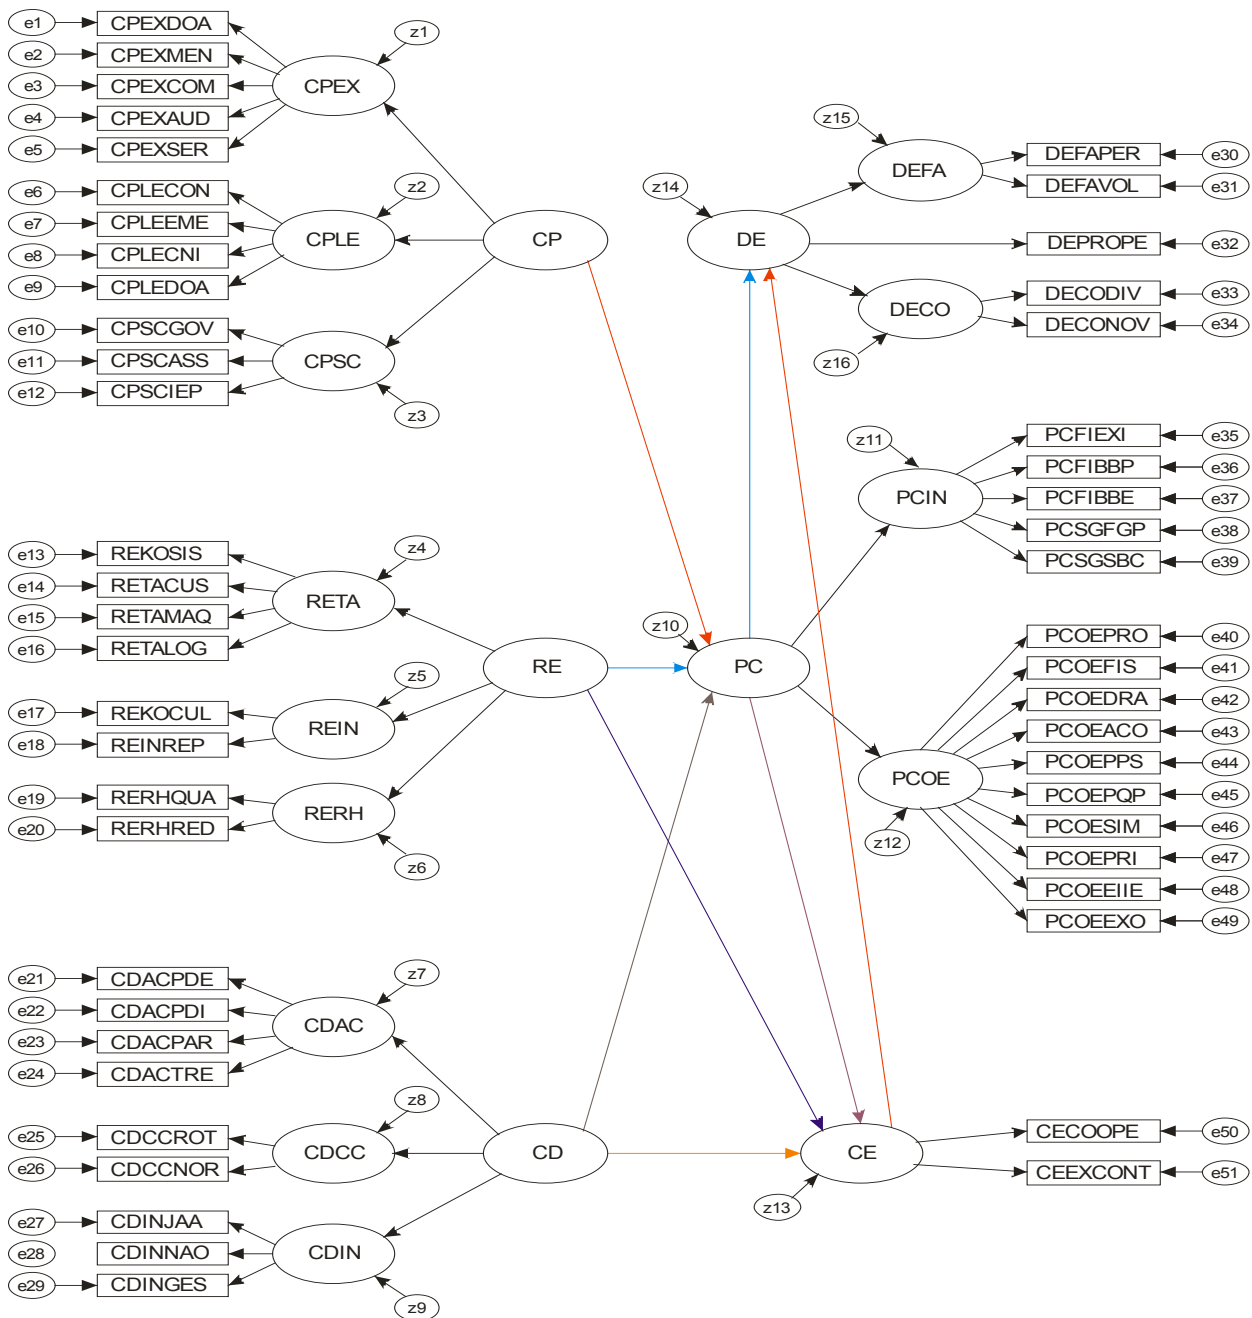 e1 CPEXDOA z1
e2 CPEXMEN
e3 CPEXCOM CPEX
e4 CPEXAUD
e5 CPEXSER
e6 CPLECON z2
e7 CPLEEME
e8 CPLECNI CPLE CP
e9 CPLEDOA
e10 CPSCGOV
e11 CPSCASS CPSC
e12 CPSCIEP
z3
e13 REKOSIS z4
e14 RETACUS
e15 RETAMAQ RETA
e16 RETALOG
RE
z5
e17 REKOCUL
e18 REINREP REIN
e19 RERHQUA
e20 RERHRED RERH
z6
e21 CDACPDE z7
e22 CDACPDI
e23 CDACPAR CDAC
e24 CDACTRE
z8
e25 CDCCROT
e26 CDCCNOR CDCC CD
e27 CDINJAA
e28 CDINNAO CDIN
e29 CDINGES
z9
z15
DEFA DEFAPER e30
DEFAVOL e31
z14
DE DEPROPE e32
DECO DECODIV e33
DECONOV e34
z16
z11
PCFIEXI e35
PCFIBBP e36
PCIN PCFIBBE e37
PCSGFGP e38
PCSGSBC e39
z10
PC
PCOEPRO e40
PCOEFIS e41
PCOEDRA e42
PCOEACO e43
PCOEPPS e44
PCOE
PCOEPQP e45
z12 PCOESIM e46
PCOEPRI e47
PCOEEIIE e48
PCOEEXO e49
CE CECOOPE e50
CEEXCONT e51
z13